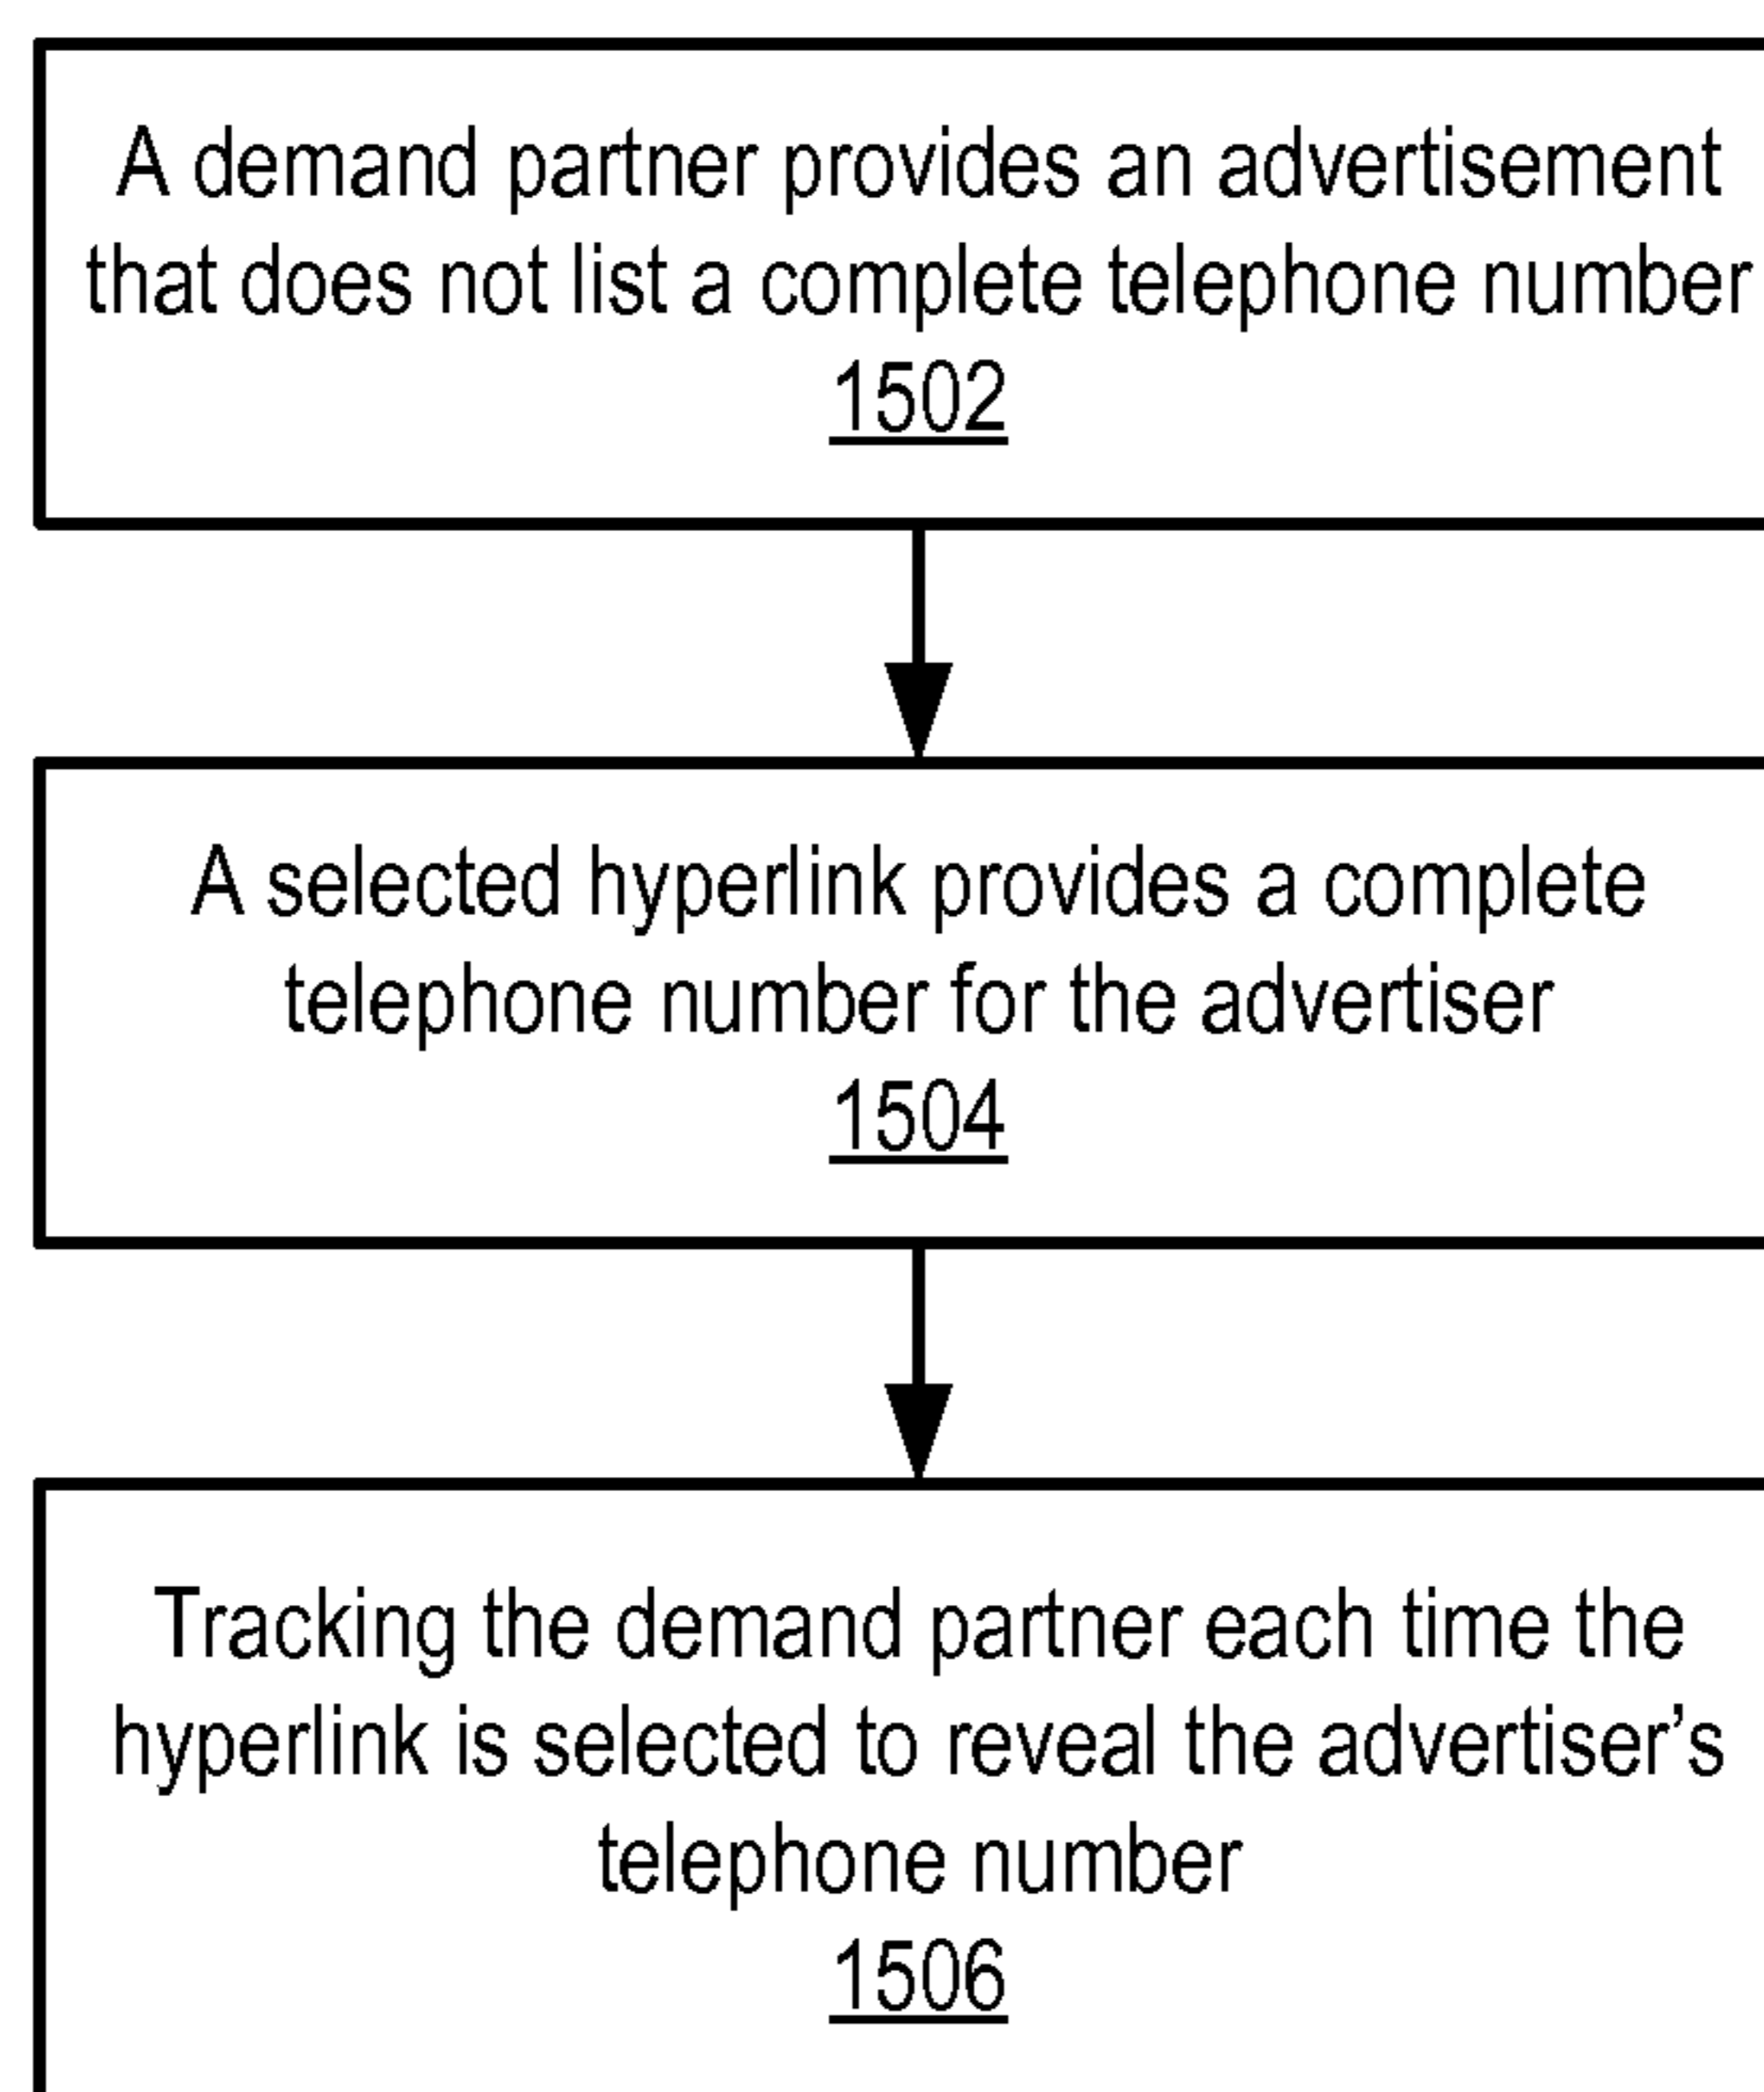 A demand partner provides an advertisement
that does not list a complete telephone number
1502
A selected hyperlink provides a complete
telephone number for the advertiser
1504
Tracking the demand partner each time the
hyperlink is selected to reveal the advertiser’s
telephone number
1506